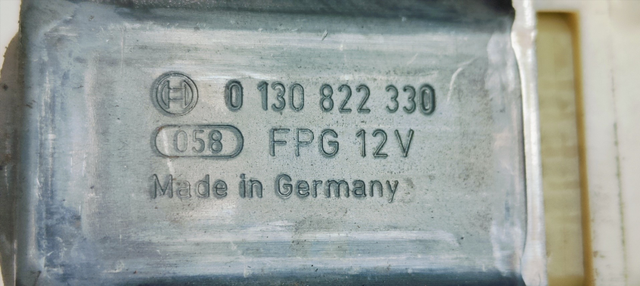 0 130 822 330
058 FPG 12V
Made in Germany